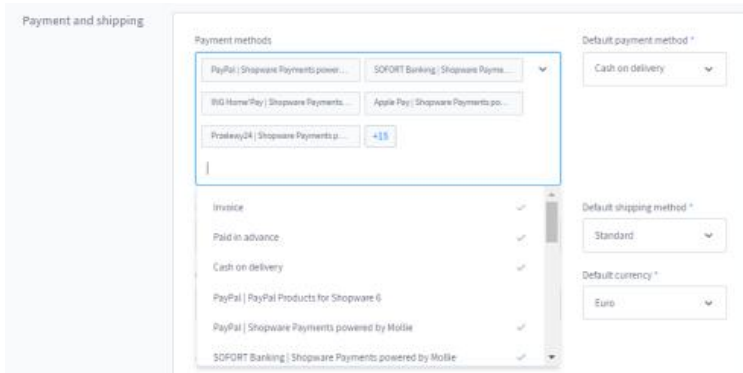 Payment and shipping
Payment methods
Default payment method *
PayPal | Shopware Payments power...
SOFORT Banking | Shopware Payme...
Cash on delivery
ING Home'Pay | Shopware Payments...
Apple Pay | Shopware Payments po...
Przelewy24 | Shopware Payments p...
+15
Invoice
Default shipping method *
Paid in advance
Standard
Cash on delivery
Default currency *
PayPal | PayPal Products for Shopware 6
Euro
PayPal | Shopware Payments powered by Mollie
SOFORT Banking | Shopware Payments powered by Mollie